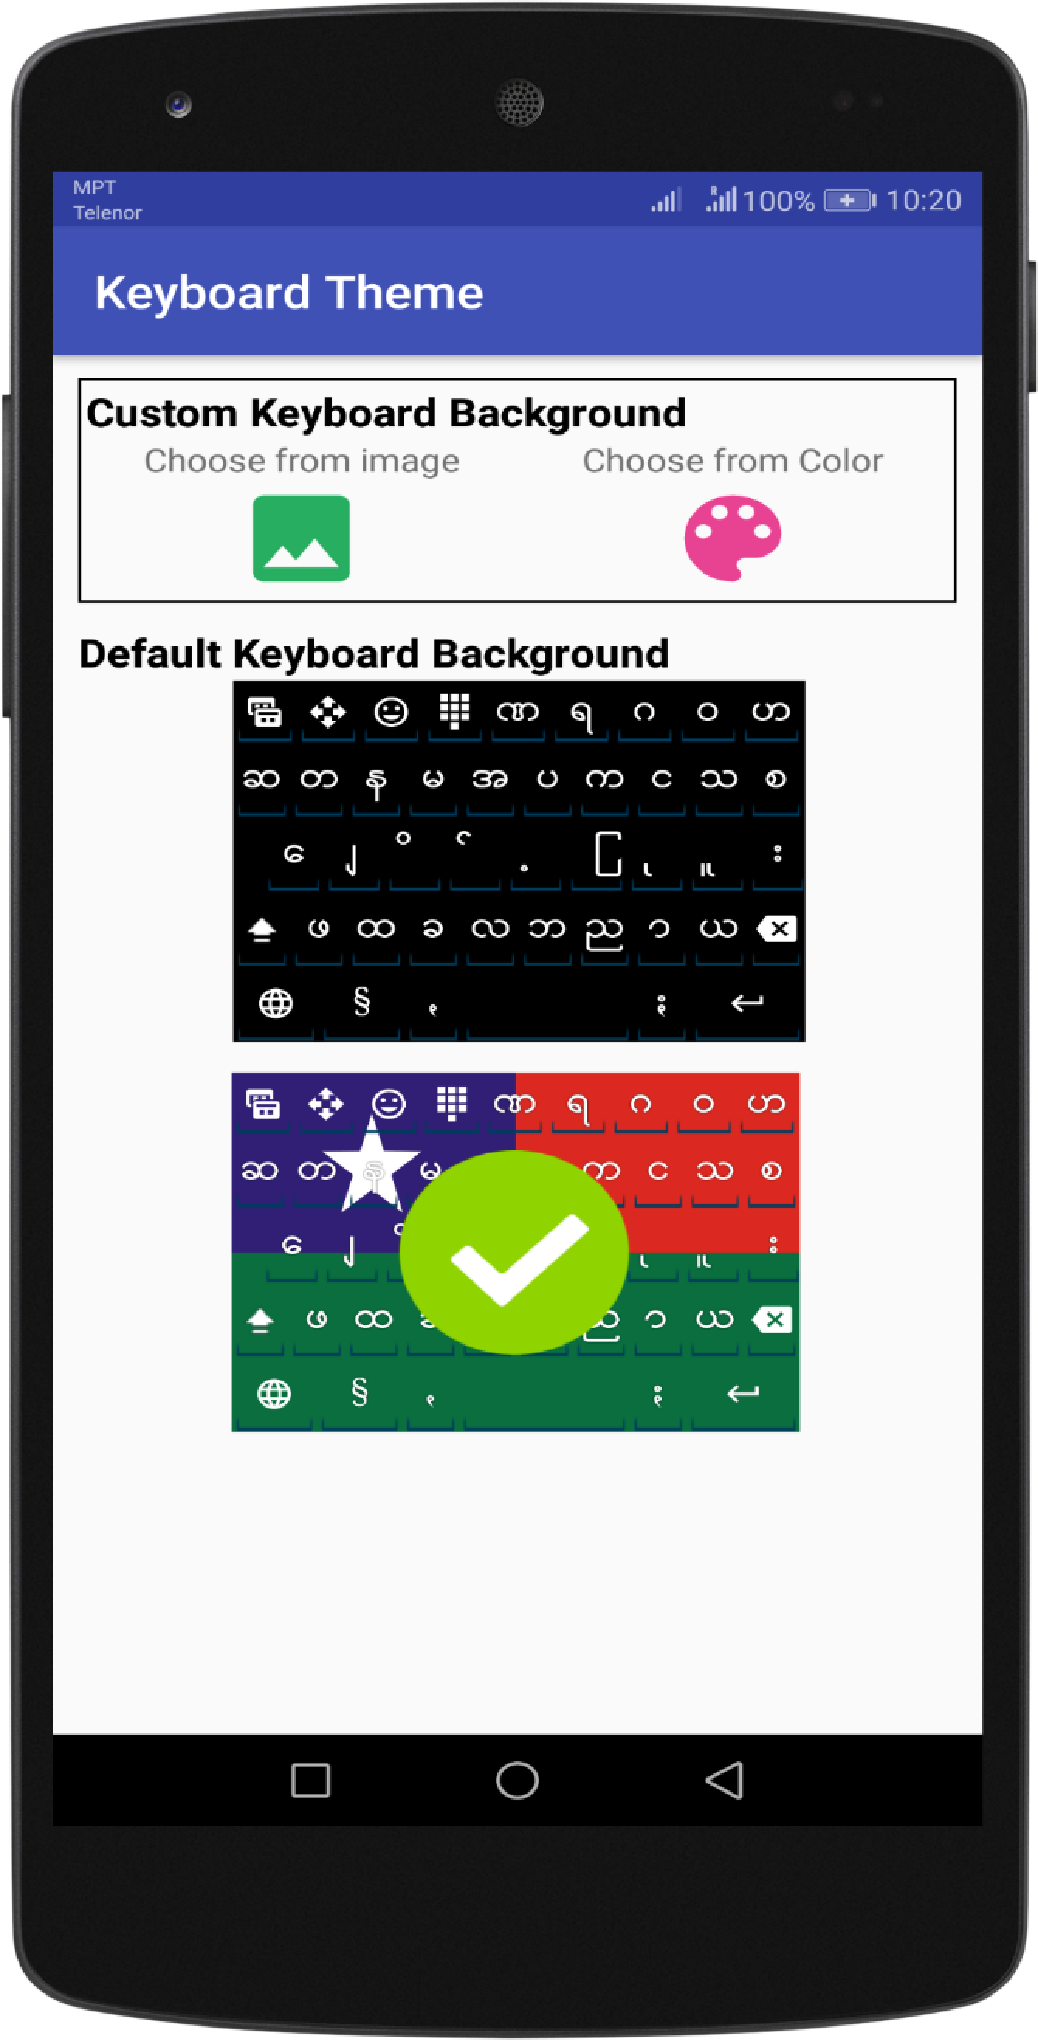 MPT
Telenor
100% 10:20
Keyboard Theme
Custom Keyboard Background
Choose from image Choose from Color
Default Keyboard Background
ဏ ရ ဂ ဝ ဟ
ဆ တ န မ အ ပ က င သ စ
ေ ျ ိ ် ့ ြ ု ူ း
ဖ ထ ခ လ ဘ ည ာ ယ
§ ၊ း
ဏ ရ ဂ ဝ ဟ
ဆ တ န မ က င သ စ
ေ ျ ု ူ း
ဖ ထ ခ ည ာ ယ
§